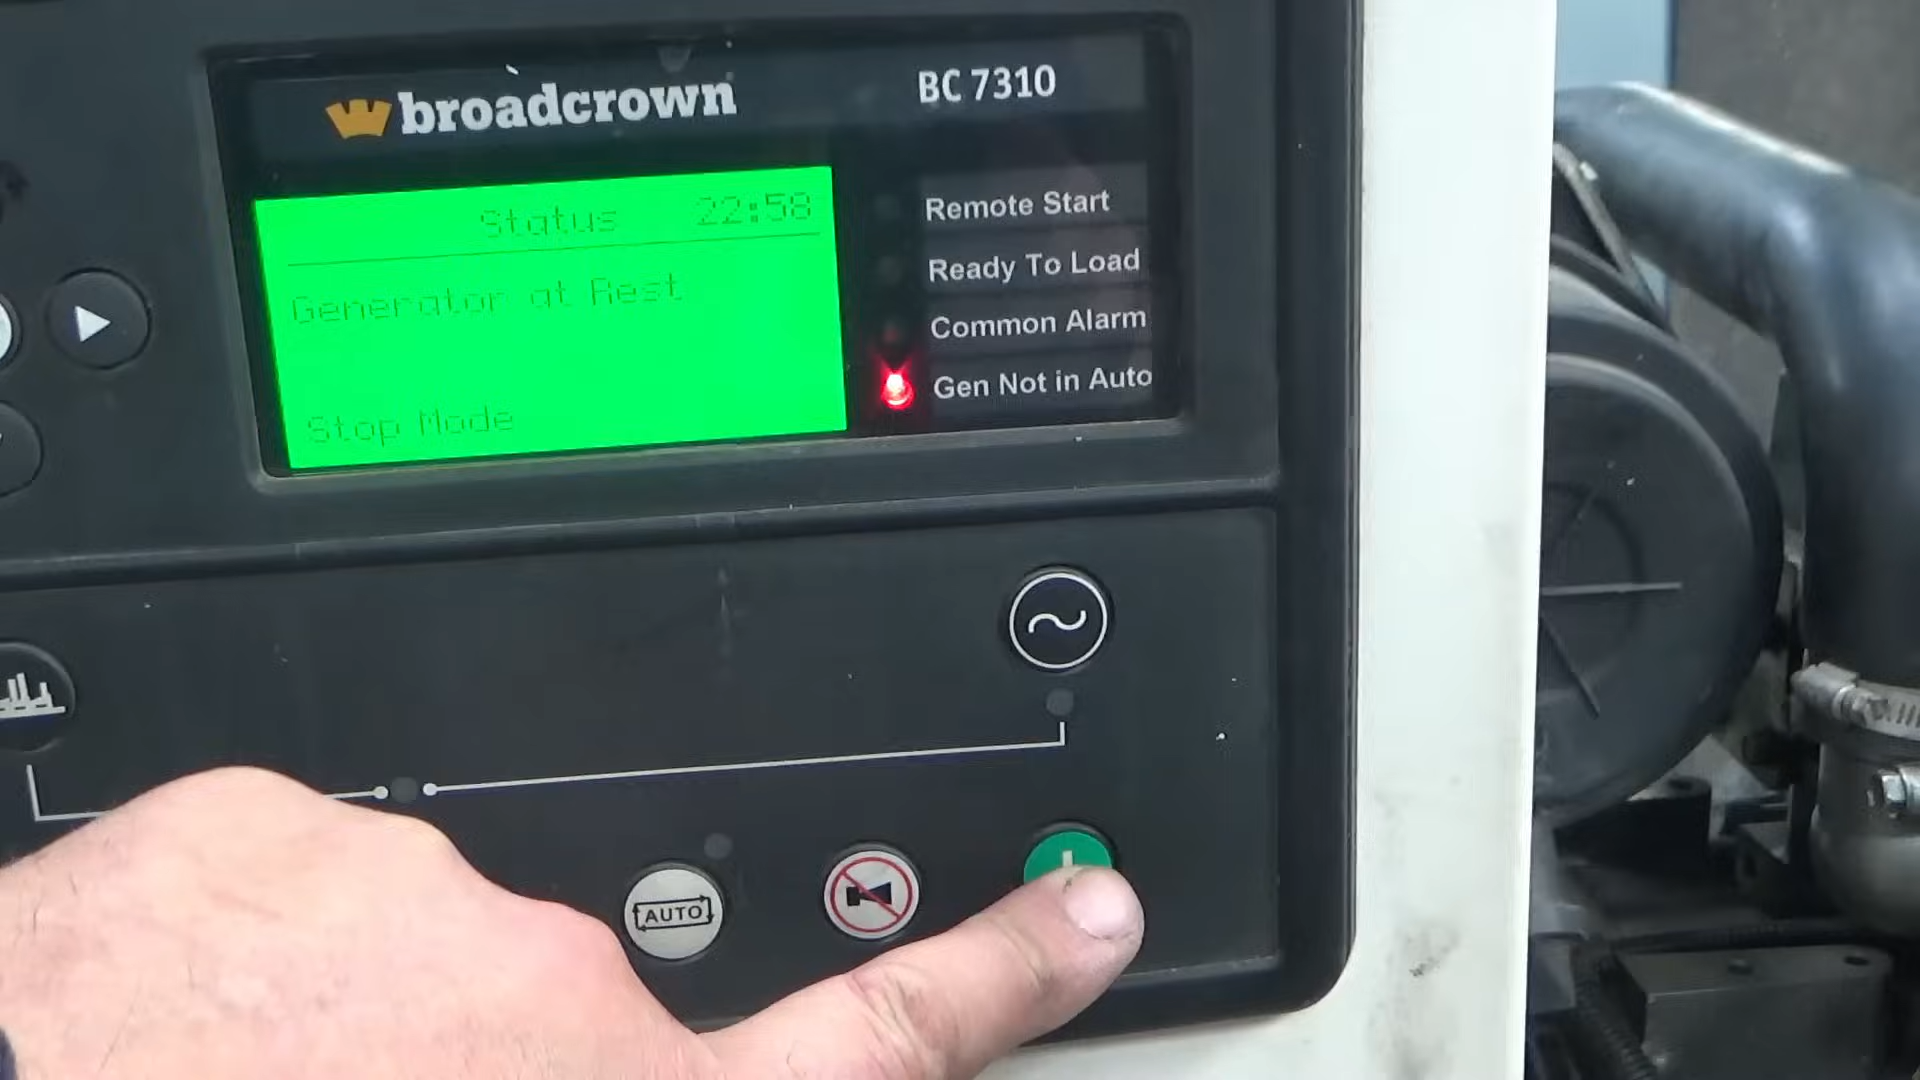 broadcrown
BC 7310
Status 22:58
Generator at Rest
Stop Mode
Remote Start
Ready To Load
Common Alarm
Gen Not in Auto
AUTO